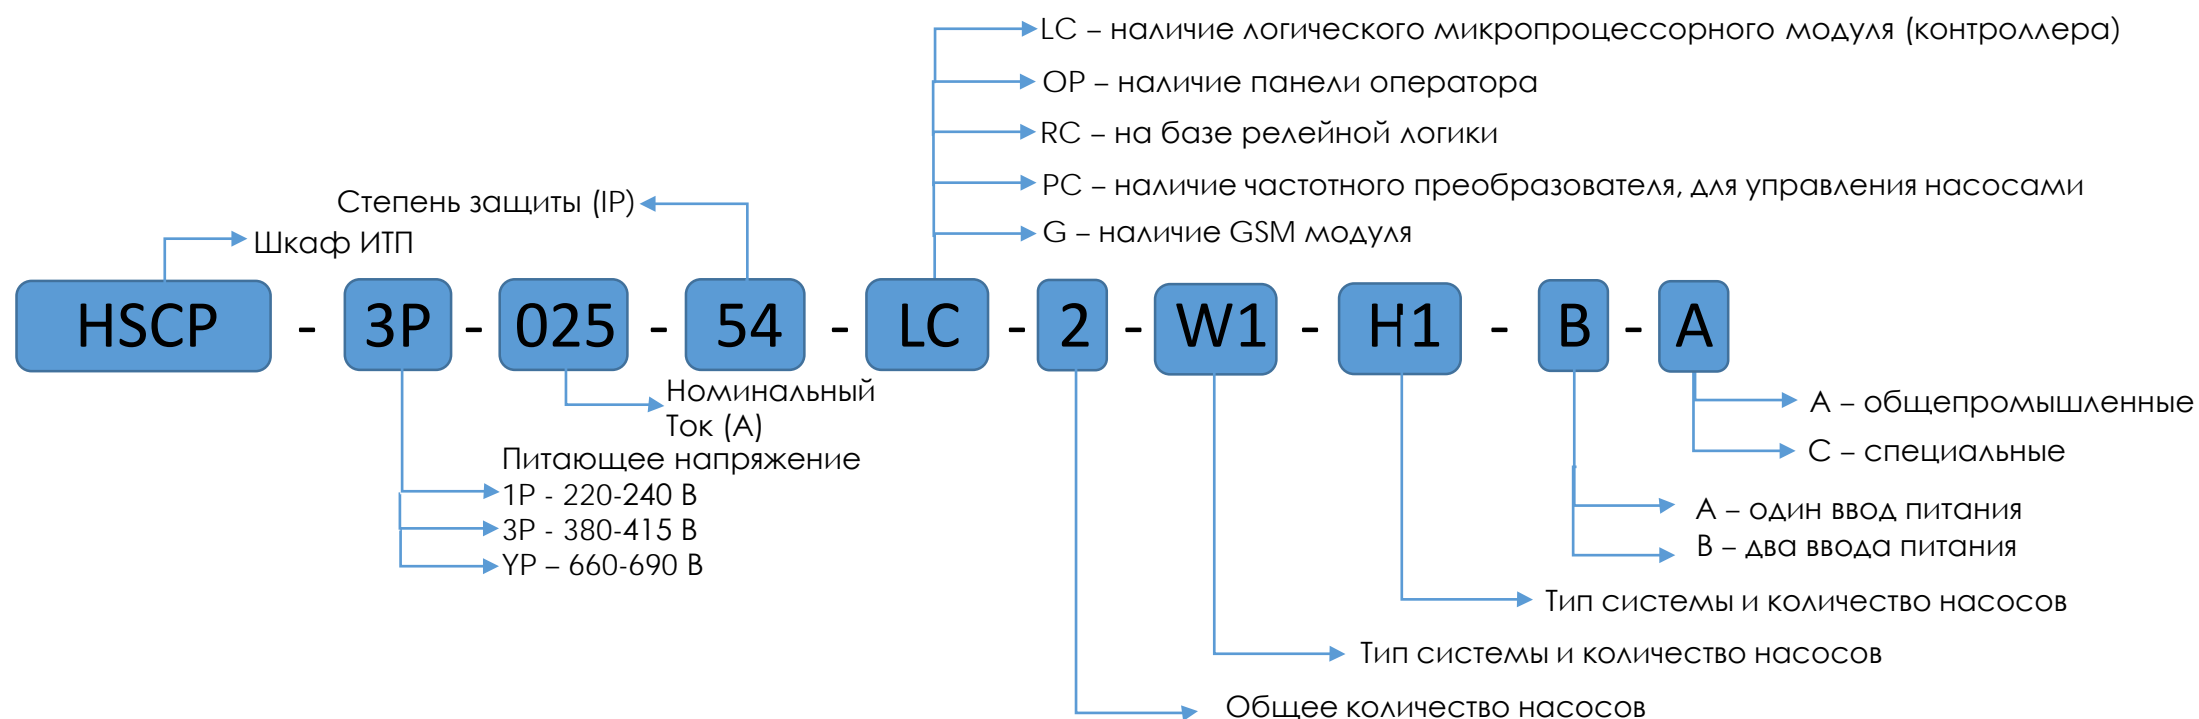 LC – наличие логического микропроцессорного модуля (контроллера)
OP – наличие панели оператора
RC – на базе релейной логики
PC – наличие частотного преобразователя, для управления насосами
G – наличие GSM модуля
Степень защиты (IP)
Шкаф ИТП
HSCP - 3P - 025 - 54 - LC - 2 - W1 - H1 - B - A
Номинальный
Ток (А)
Питающее напряжение
1P - 220-240 В
3P - 380-415 В
YP – 660-690 В
А – общепромышленные
С – специальные
А – один ввод питания
В – два ввода питания
Тип системы и количество насосов
Тип системы и количество насосов
Общее количество насосов